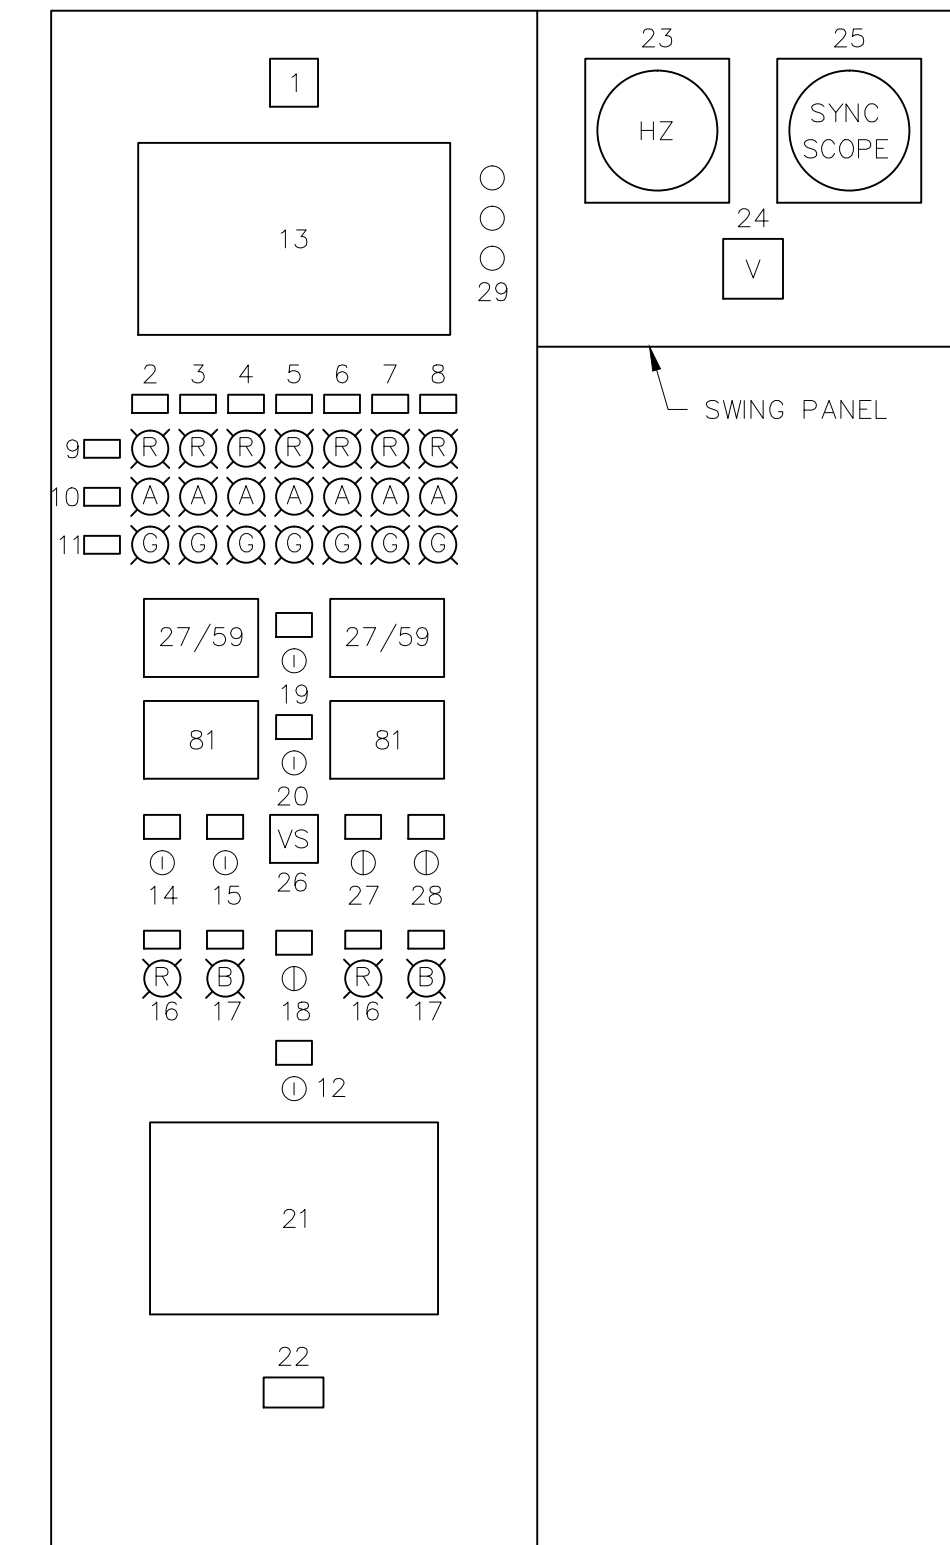 23 25
1
HZ
SYNC
SCOPE
13
24
V
29
2 3 4 5 6 7 8
SWING PANEL
9 R R R R R R R
10 A A A A A A A
11 G G G G G G G
27/59 27/59
19
81 81
20
VS
14 15 26 27 28
R B R B
16 17 18 16 17
12
21
22